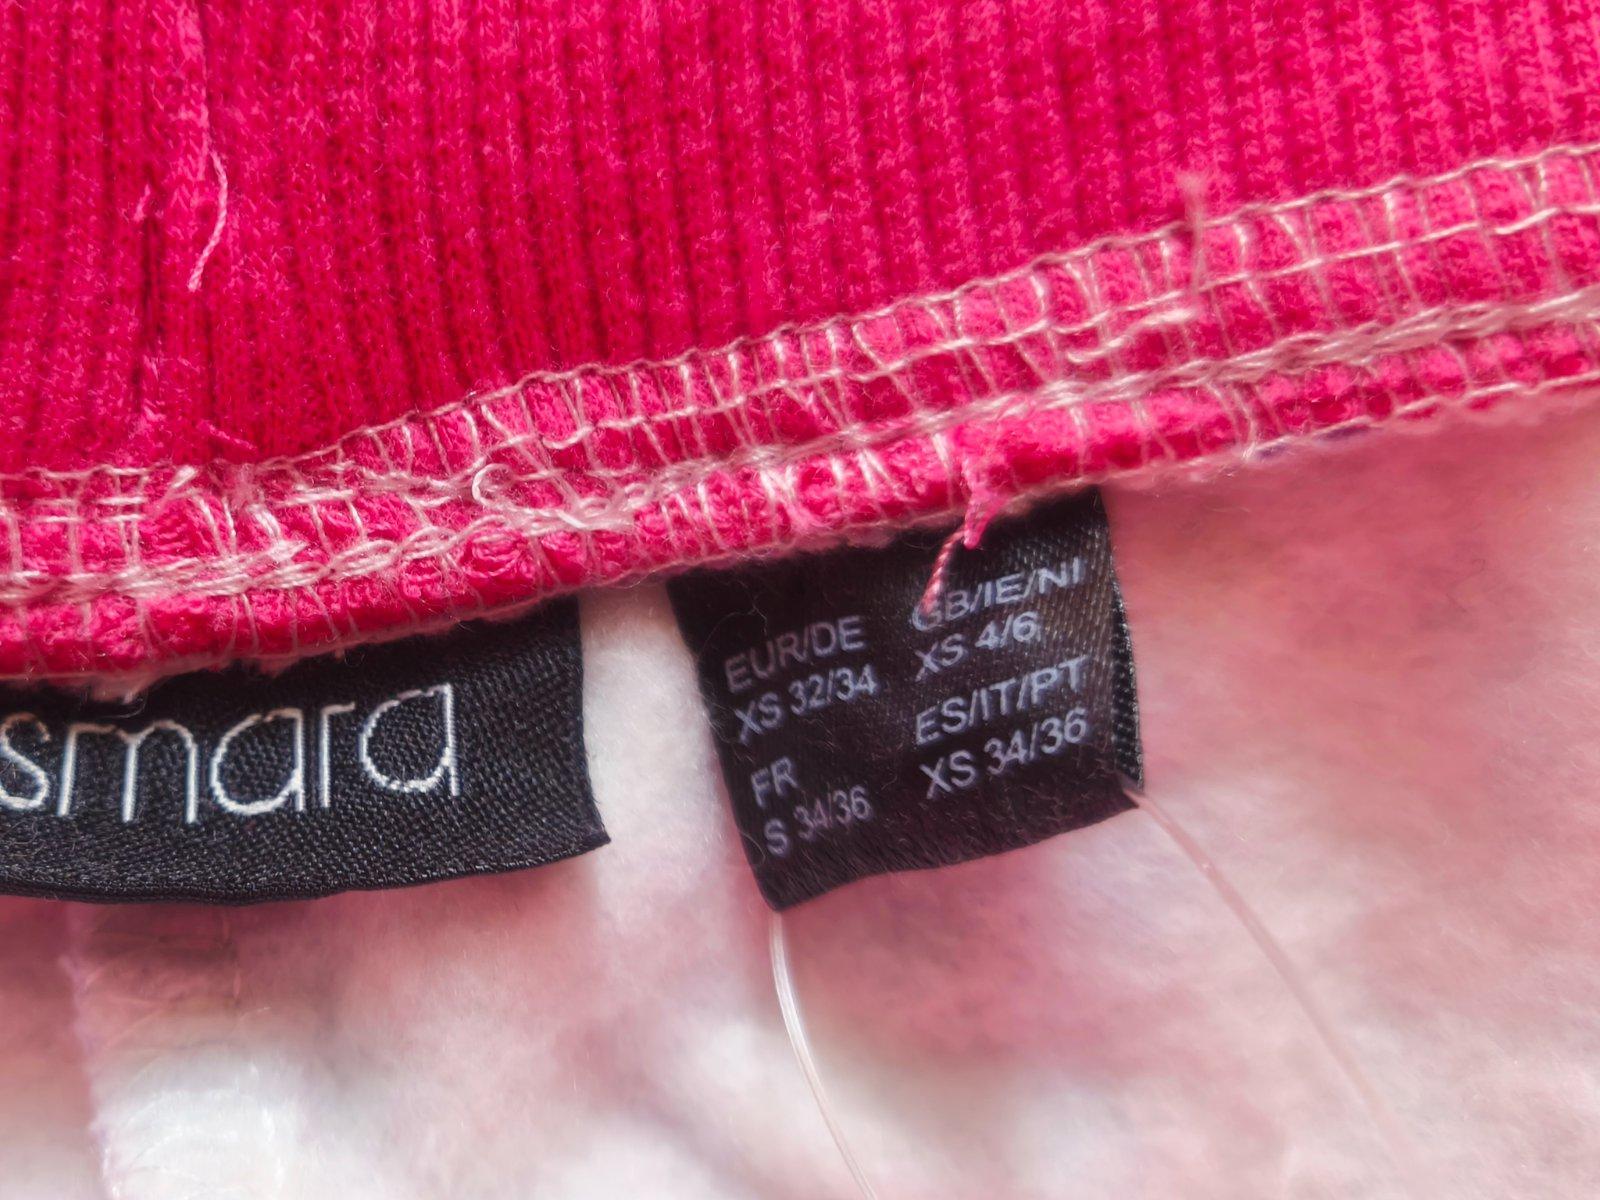 smara
EUR/DE
XS 32/34
FR
S 34/36
GB/IE/NI
XS 4/6
ES/IT/PT
XS 34/36